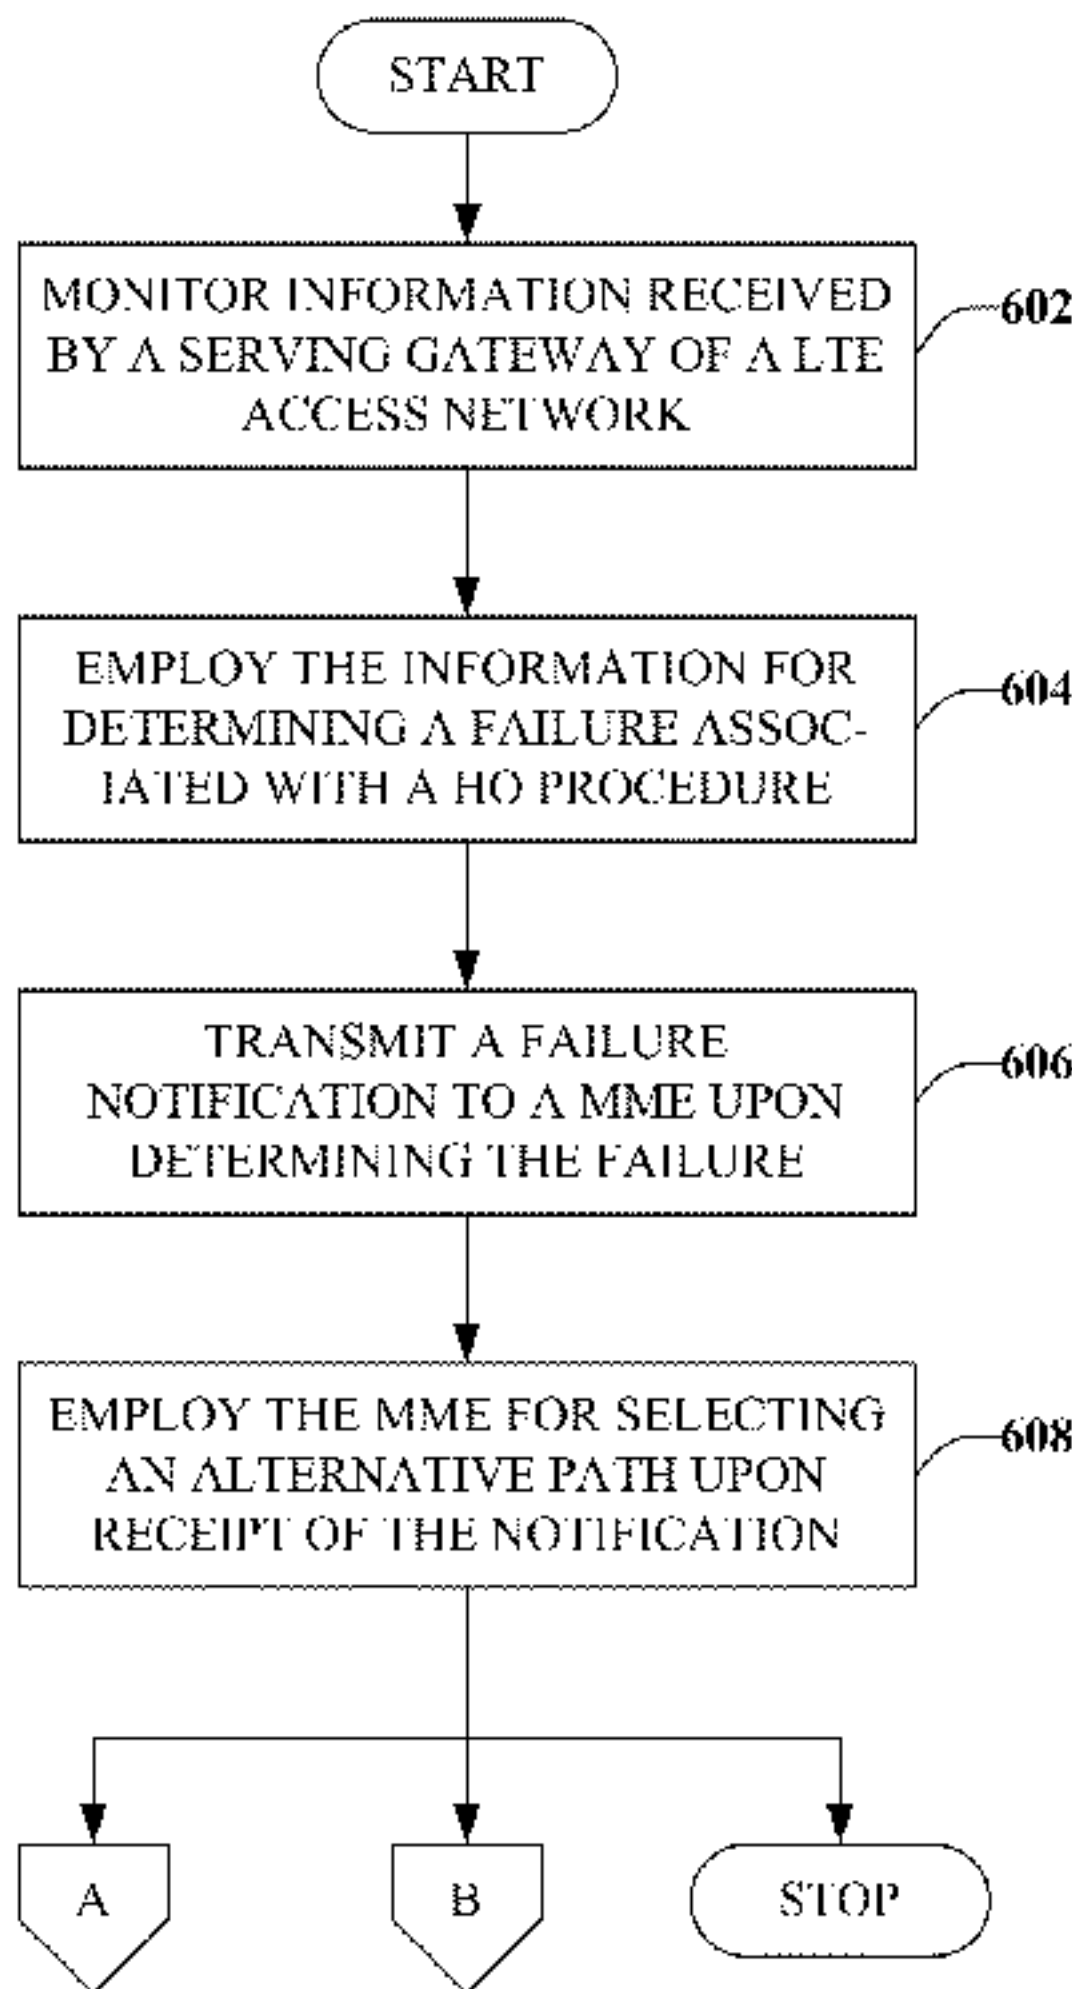 START
MONITOR INFORMATION RECEIVED
BY A SERVING GATEWAY OF A LTE
ACCESS NETWORK
602
EMPLOY THE INFORMATION FOR
DETERMINING A FAILURE ASSOC-
IATED WITH A HO PROCEDURE
604
TRANSMIT A FAILURE
NOTIFICATION TO A MME UPON
DETERMINING THE FAILURE
606
EMPLOY THE MME FOR SELECTING
AN ALTERNATIVE PATH UPON
RECEIPT OF THE NOTIFICATION
608
A
B
STOP